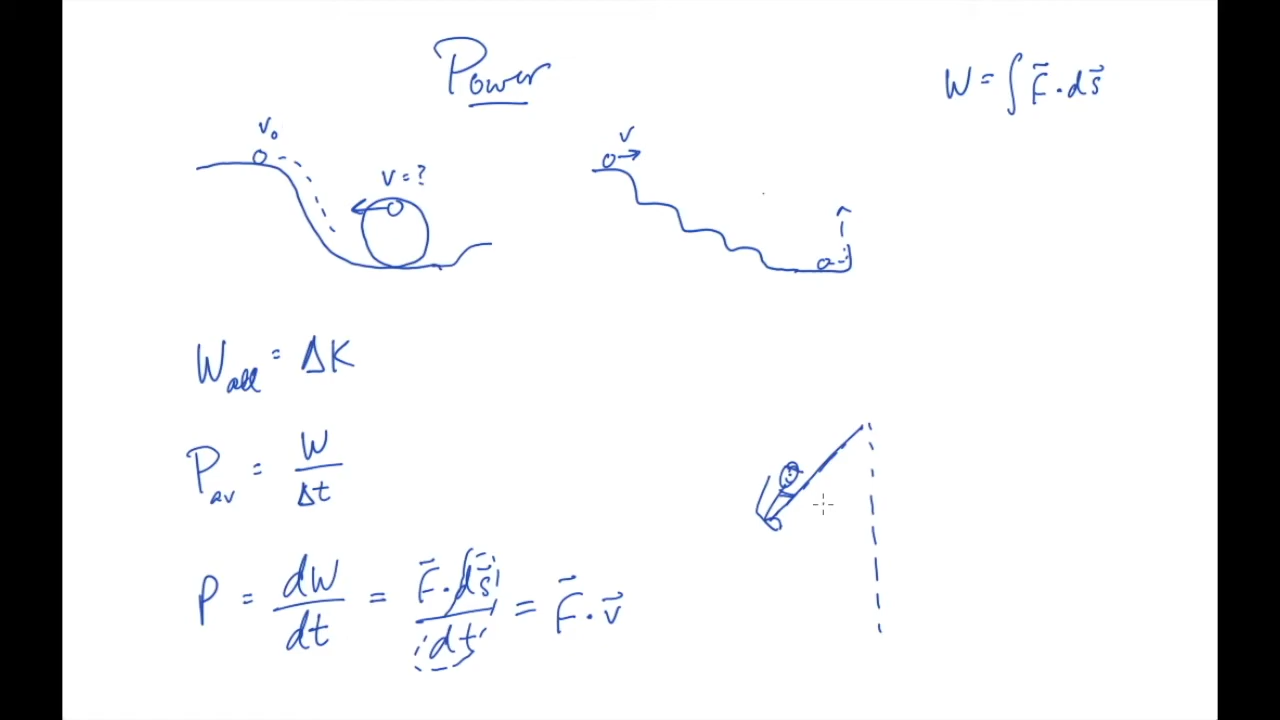 Power
W = ∫ F⃗ · ds⃗
v₀
v = ?
v
W_all = ΔK
P_av = W/Δt
P = dW/dt = F⃗ · ds⃗/dt = F⃗ · v⃗